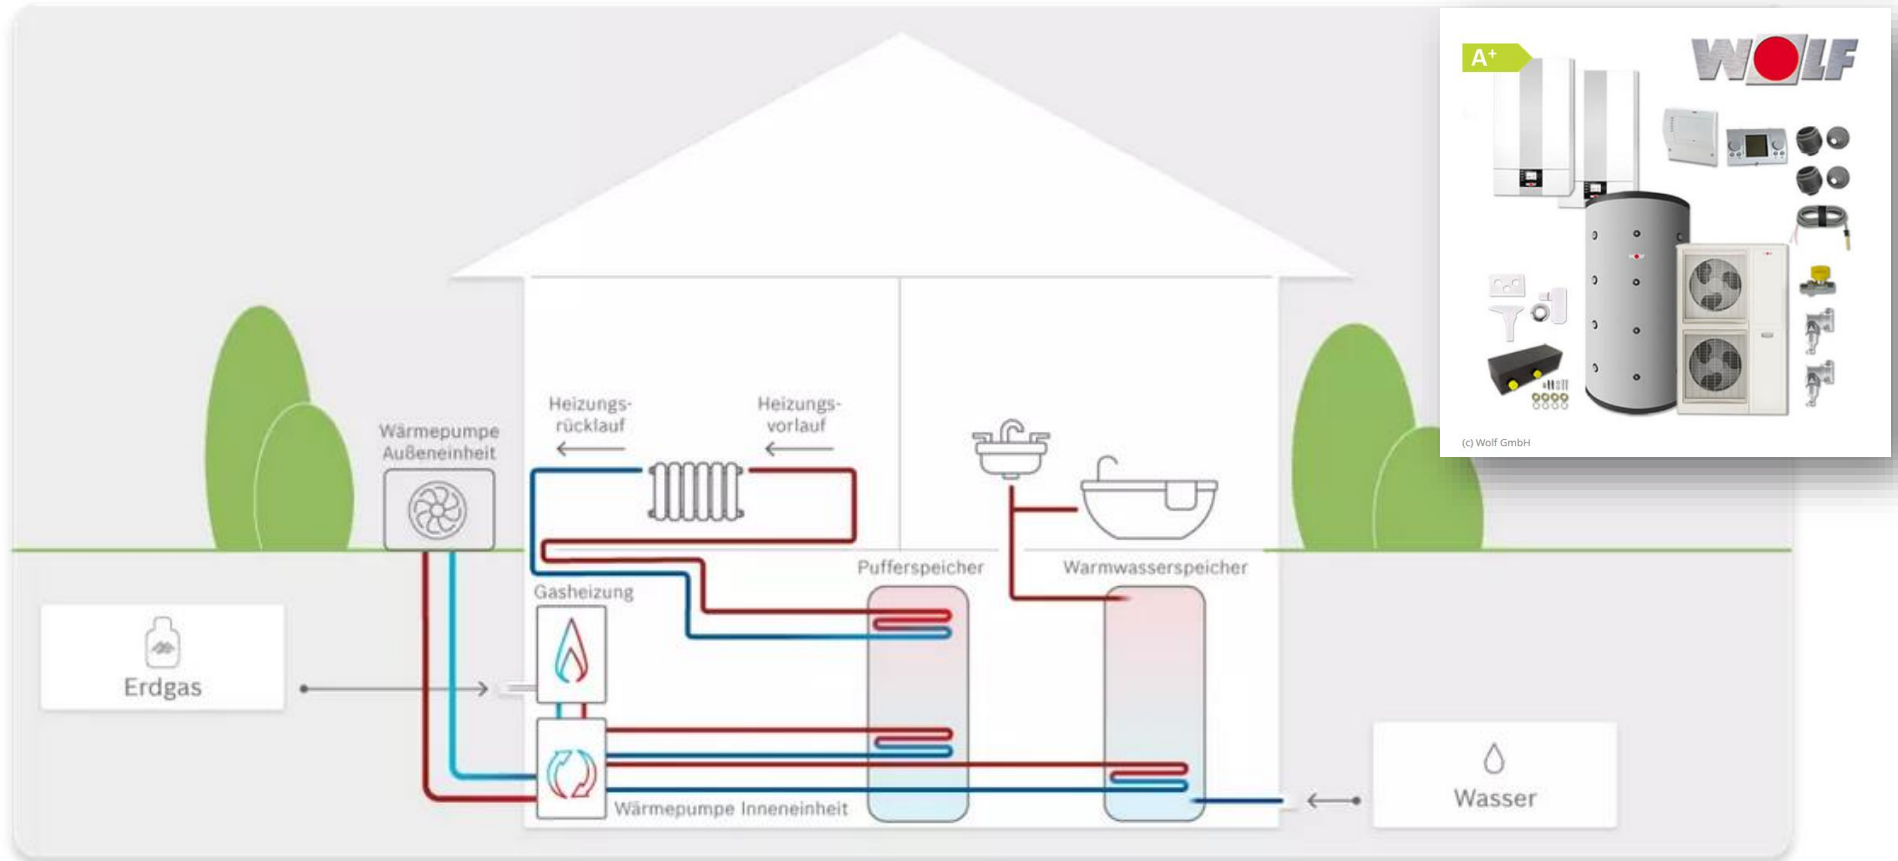 A+
WOLF
(c) Wolf GmbH
Heizungs-
rücklauf
Heizungs-
vorlauf
Wärmepumpe
Außeneinheit
Pufferspeicher
Warmwasserspeicher
Gasheizung
Erdgas
Wärmepumpe Inneneinheit
Wasser